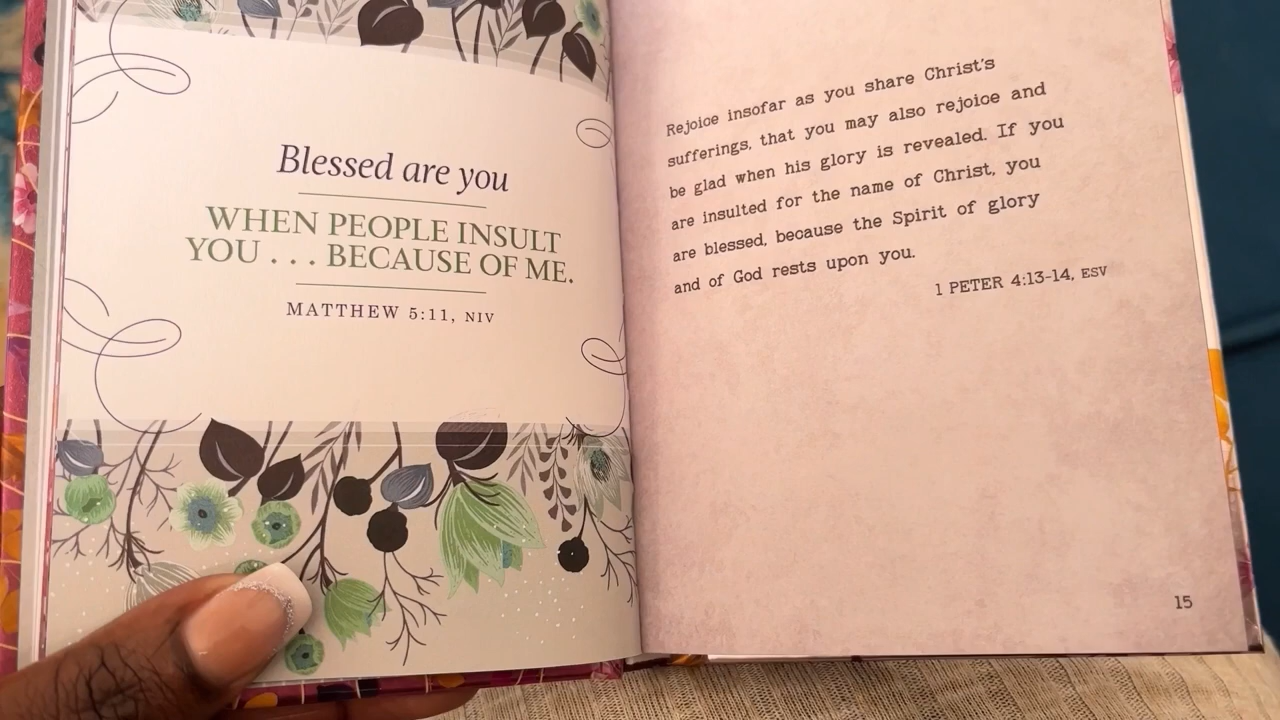 Blessed are you
WHEN PEOPLE INSULT
YOU . . . BECAUSE OF ME.
MATTHEW 5:11, NIV
Rejoice insofar as you share Christ's
sufferings, that you may also rejoice and
be glad when his glory is revealed. If you
are insulted for the name of Christ, you
are blessed, because the Spirit of glory
and of God rests upon you.
1 PETER 4:13-14, ESV
15